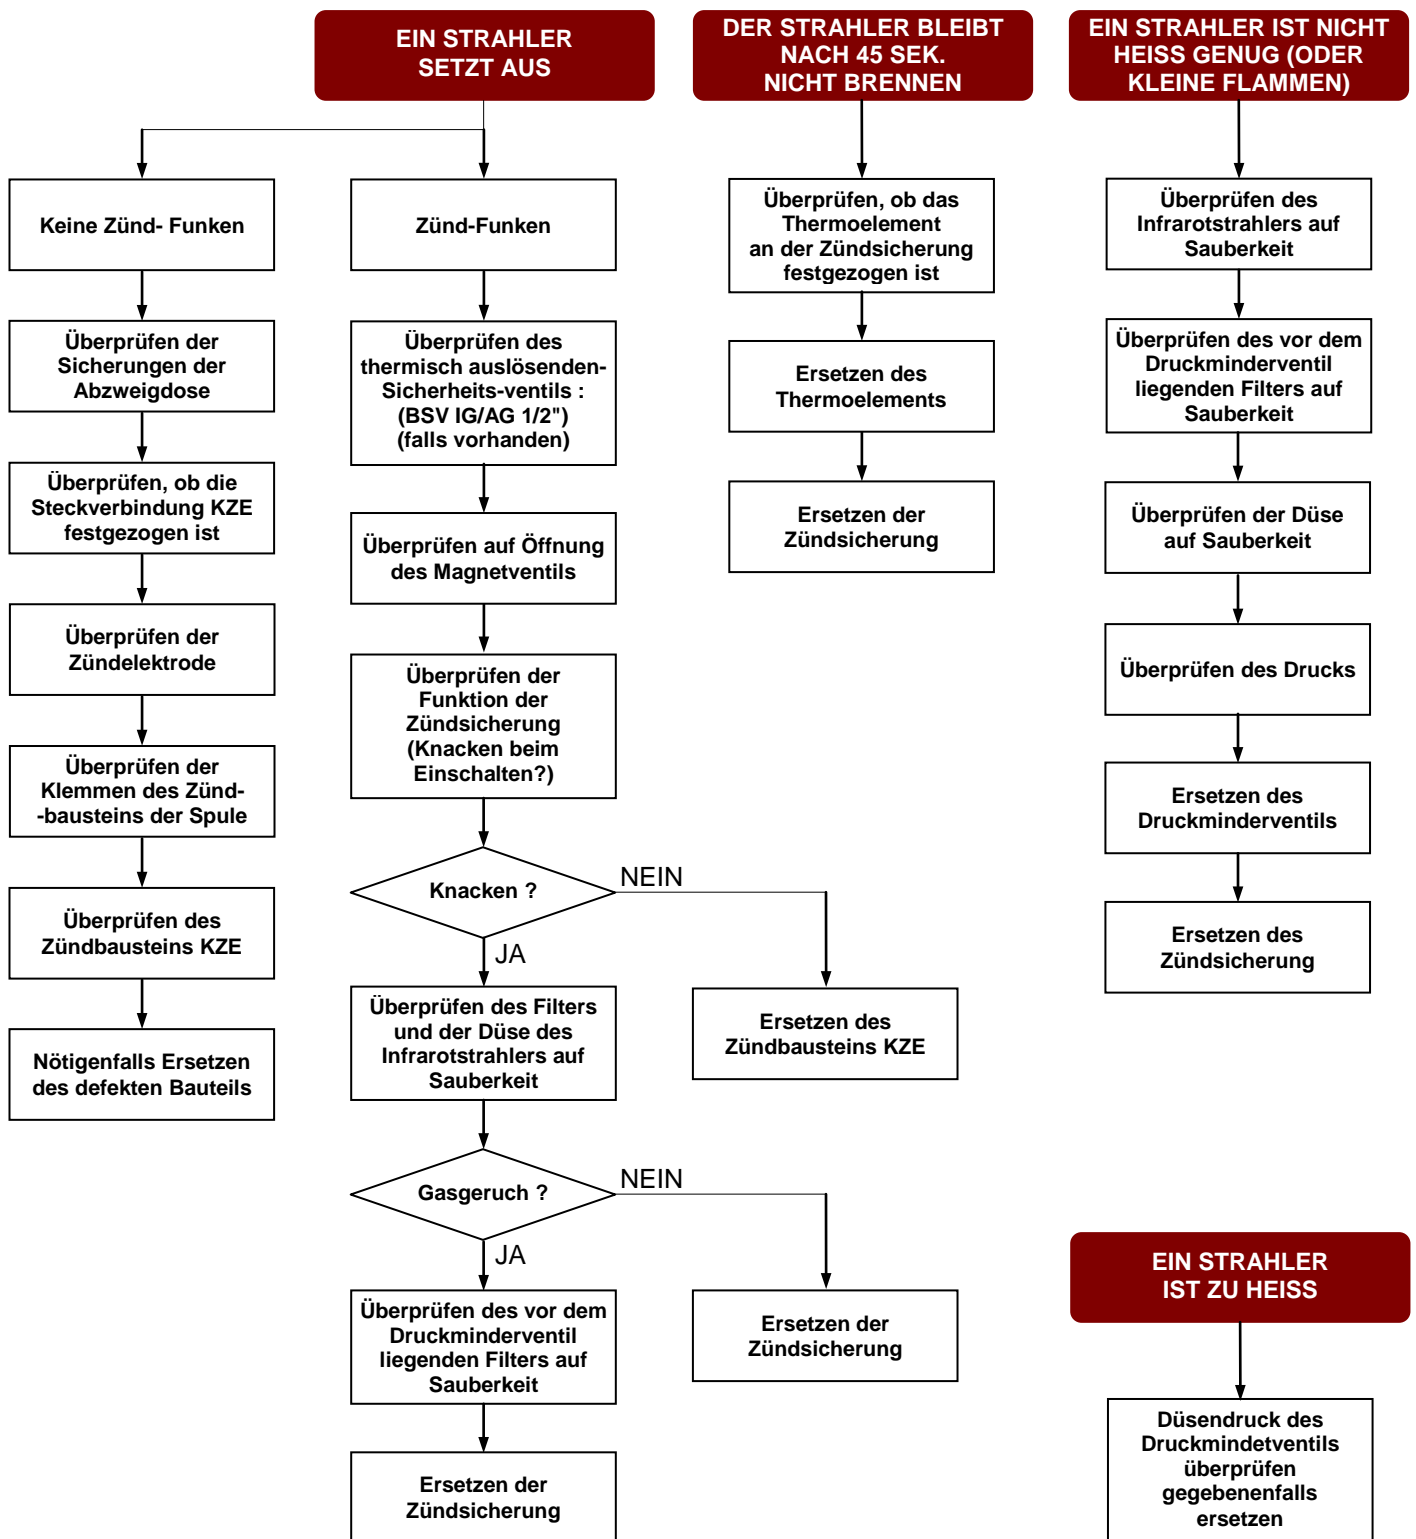 EIN STRAHLER
SETZT AUS
Keine Zünd- Funken
Überprüfen der
Sicherungen der
Abzweigdose
Überprüfen, ob die
Steckverbindung KZE
festgezogen ist
Überprüfen der
Zündelektrode
Überprüfen der
Klemmen des Zünd-
-bausteins der Spule
Überprüfen des
Zündbausteins KZE
Nötigenfalls Ersetzen
des defekten Bauteils
Zünd-Funken
Überprüfen des
thermisch auslösenden-
Sicherheits-ventils :
(BSV IG/AG 1/2")
(falls vorhanden)
Überprüfen auf Öffnung
des Magnetventils
Überprüfen der
Funktion der
Zündsicherung
(Knacken beim
Einschalten?)
Knacken ?
NEIN
Ersetzen des
Zündbausteins KZE
JA
Überprüfen des Filters
und der Düse des
Infrarotstrahlers auf
Sauberkeit
Gasgeruch ?
NEIN
Ersetzen der
Zündsicherung
JA
Überprüfen des vor dem
Druckminderventil
liegenden Filters auf
Sauberkeit
Ersetzen der
Zündsicherung
DER STRAHLER BLEIBT
NACH 45 SEK.
NICHT BRENNEN
Überprüfen, ob das
Thermoelement
an der Zündsicherung
festgezogen ist
Ersetzen des
Thermoelements
Ersetzen der
Zündsicherung
EIN STRAHLER IST NICHT
HEISS GENUG (ODER
KLEINE FLAMMEN)
Überprüfen des
Infrarotstrahlers auf
Sauberkeit
Überprüfen des vor dem
Druckminderventil
liegenden Filters auf
Sauberkeit
Überprüfen der Düse
auf Sauberkeit
Überprüfen des Drucks
Ersetzen des
Druckminderventils
Ersetzen des
Zündsicherung
EIN STRAHLER
IST ZU HEISS
Düsendruck des
Druckmindetventils
überprüfen
gegebenenfalls
ersetzen